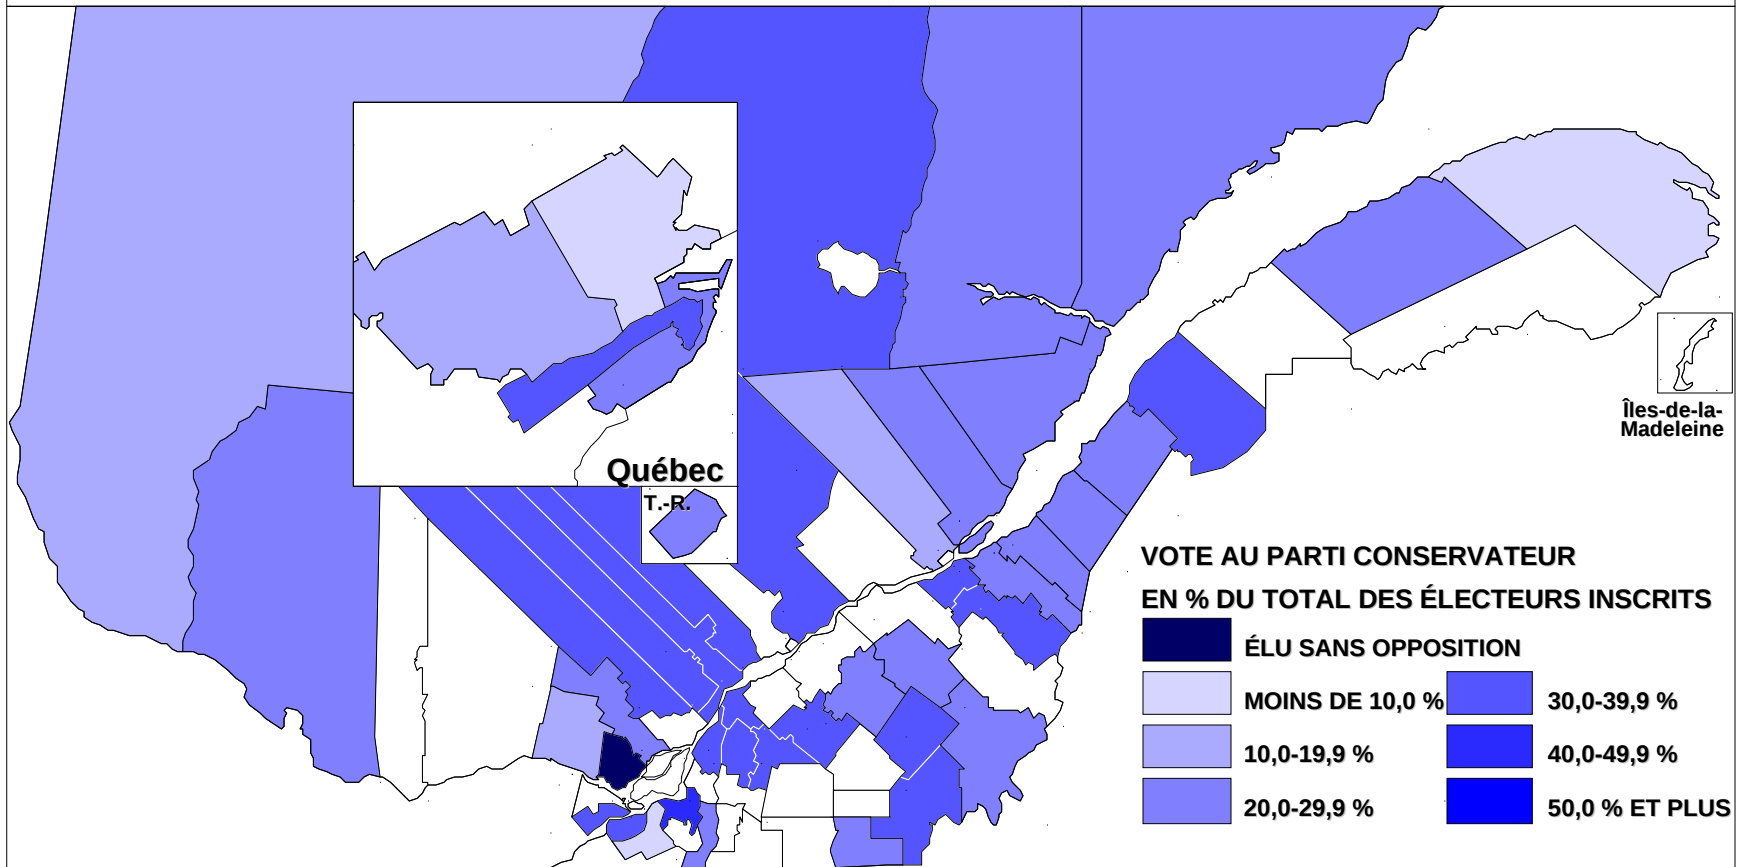 Îles-de-la-
Madeleine
Québec
T.-R.
VOTE AU PARTI CONSERVATEUR
EN % DU TOTAL DES ÉLECTEURS INSCRITS
ÉLU SANS OPPOSITION
MOINS DE 10,0 %
30,0-39,9 %
10,0-19,9 %
40,0-49,9 %
20,0-29,9 %
50,0 % ET PLUS